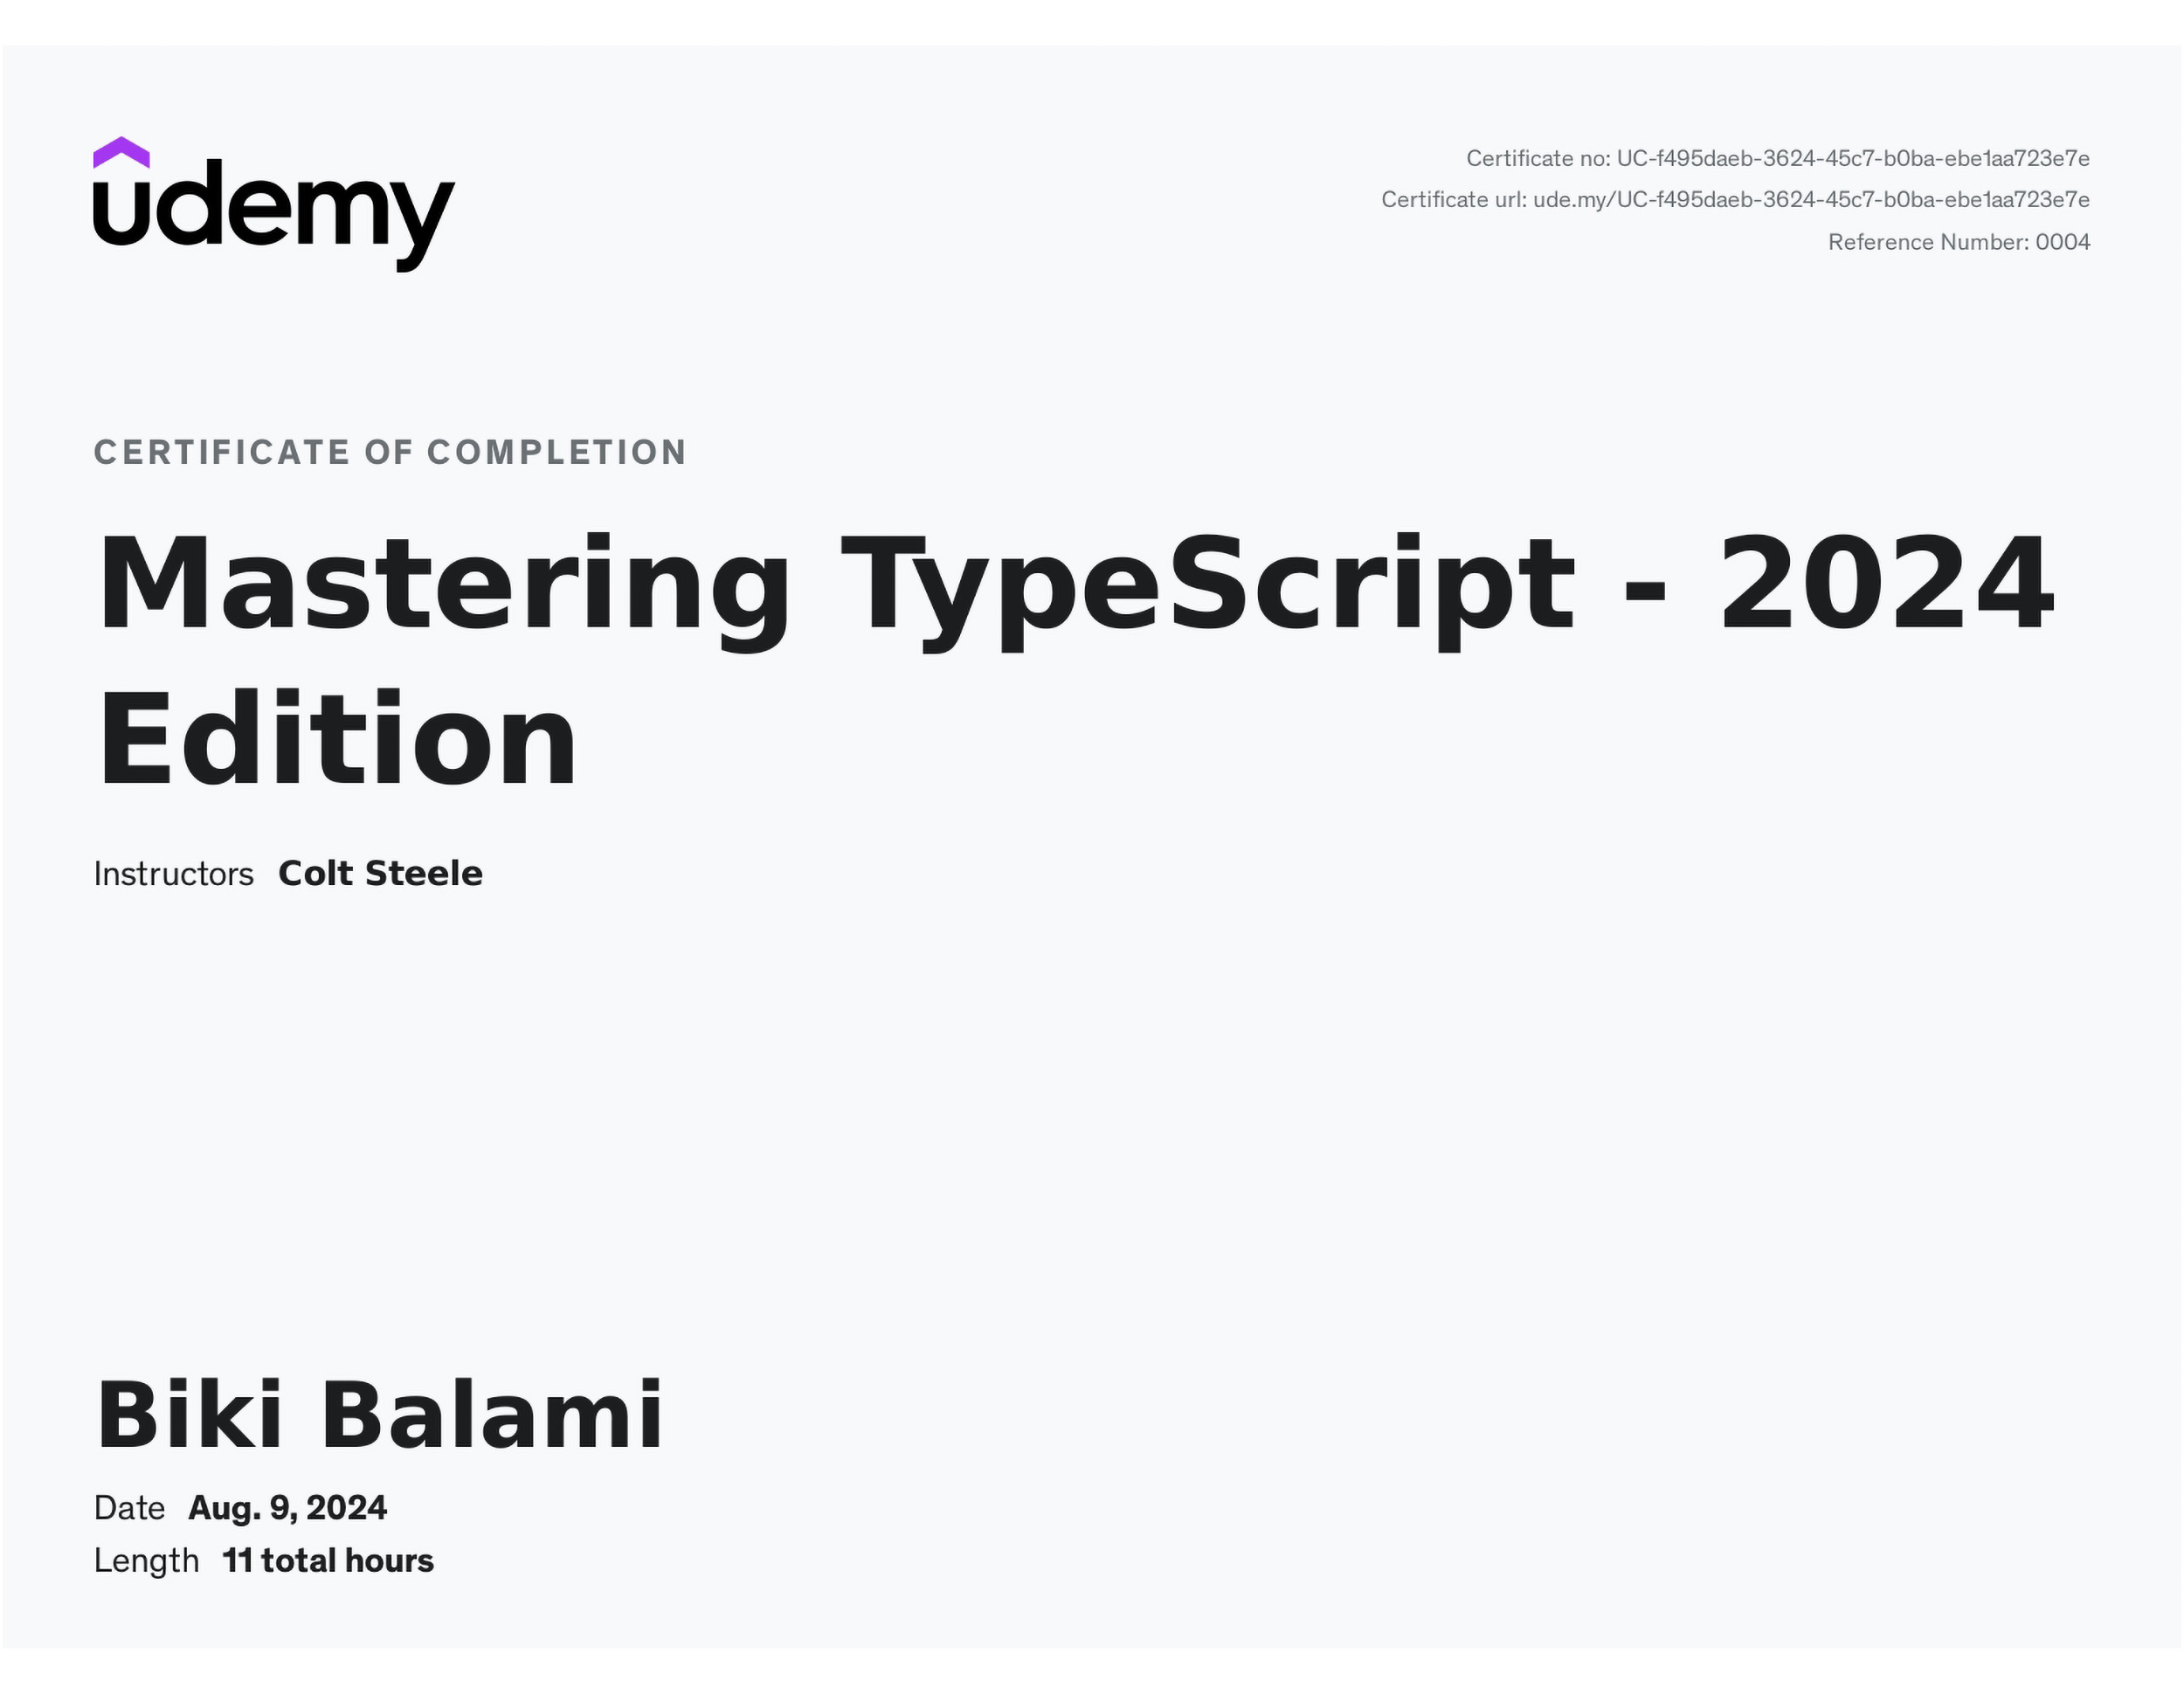 udemy
Certificate no: UC-f495daeb-3624-45c7-b0ba-ebe1aa723e7e
Certificate url: ude.my/UC-f495daeb-3624-45c7-b0ba-ebe1aa723e7e
Reference Number: 0004
CERTIFICATE OF COMPLETION
Mastering TypeScript - 2024
Edition
Instructors Colt Steele
Biki Balami
Date Aug. 9, 2024
Length 11 total hours